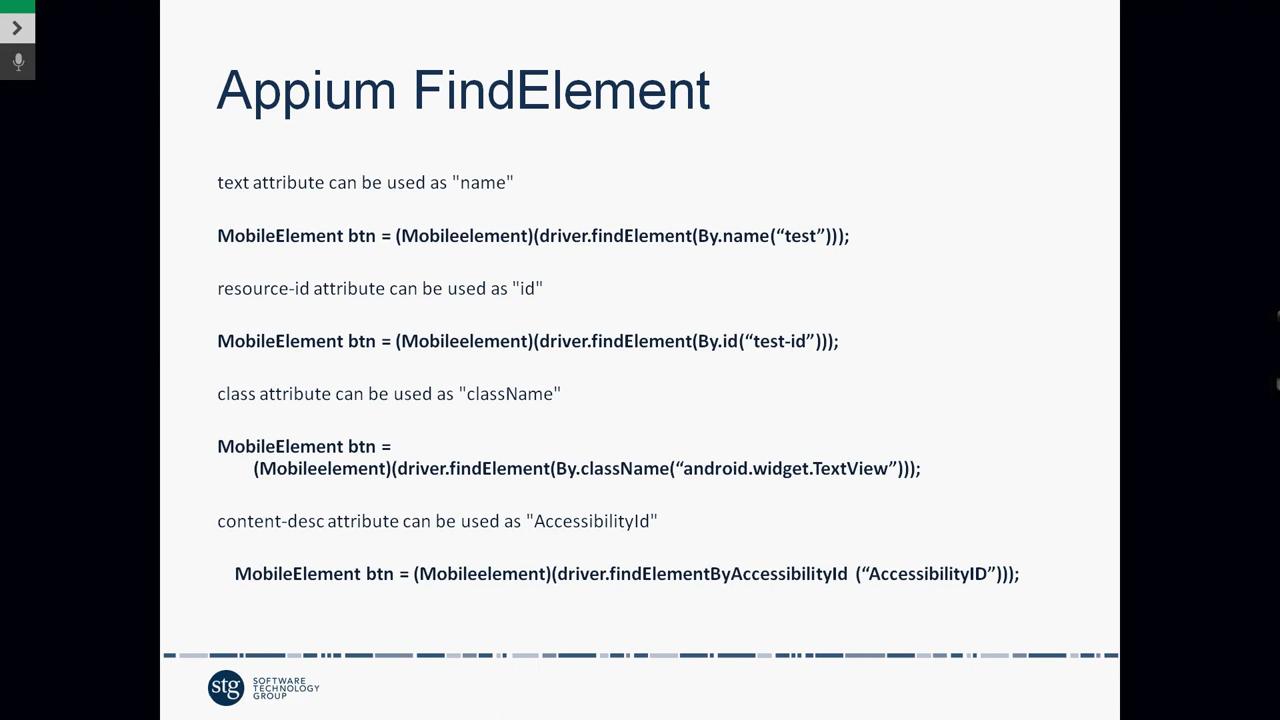 Appium FindElement
text attribute can be used as "name"
MobileElement btn = (Mobileelement)(driver.findElement(By.name(“test”)));
resource-id attribute can be used as "id"
MobileElement btn = (Mobileelement)(driver.findElement(By.id(“test-id”)));
class attribute can be used as "className"
MobileElement btn =
(Mobileelement)(driver.findElement(By.className(“android.widget.TextView”)));
content-desc attribute can be used as "AccessibilityId"
MobileElement btn = (Mobileelement)(driver.findElementByAccessibilityId (“AccessibilityID”)));
stg
SOFTWARE
TECHNOLOGY
GROUP